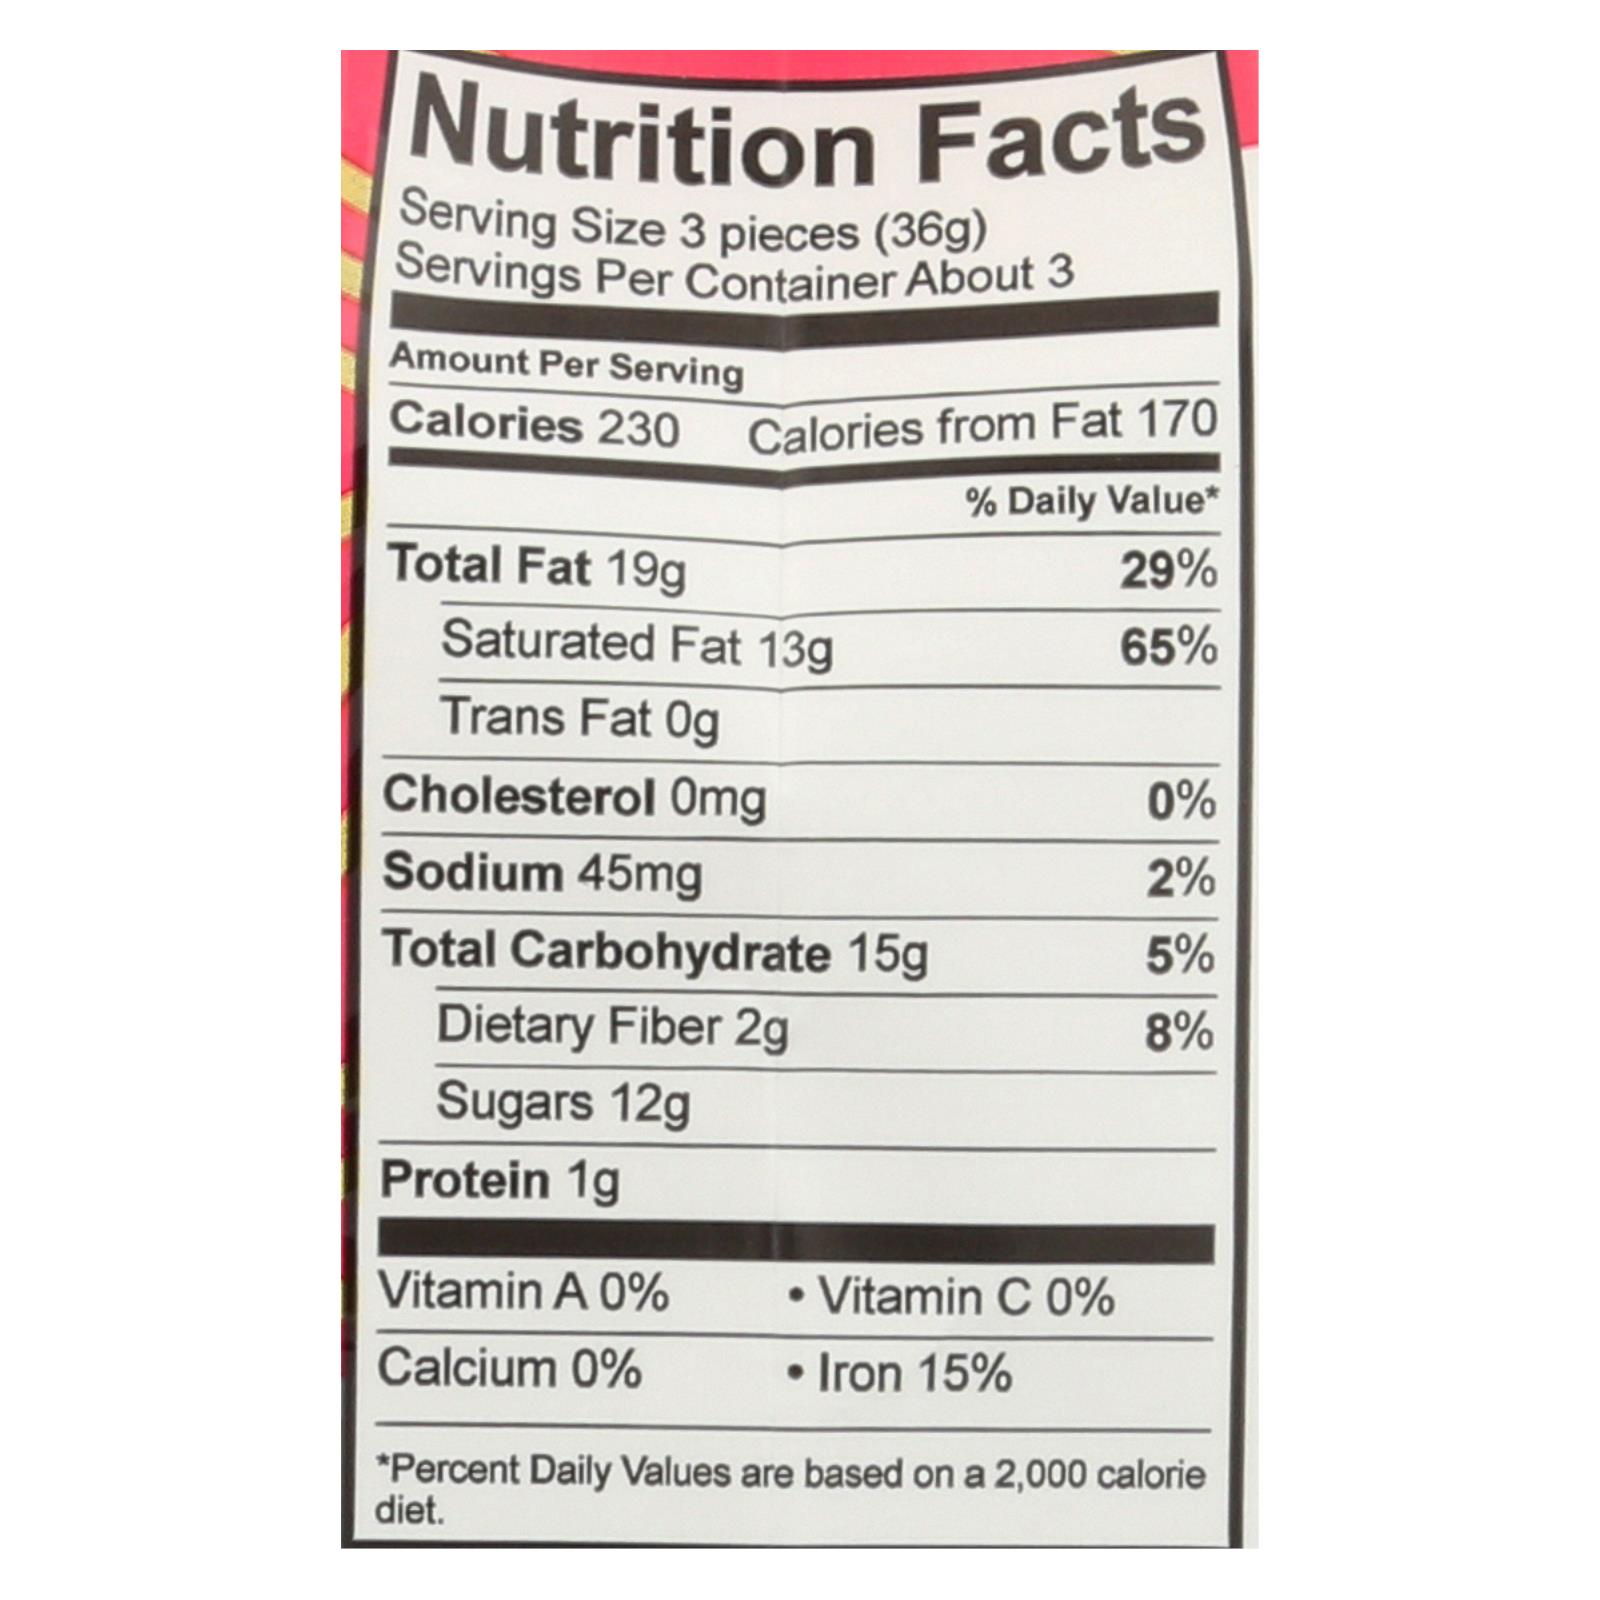 Nutrition Facts
Serving Size 3 pieces (36g)
Servings Per Container About 3
Amount Per Serving
Calories 230 Calories from Fat 170
% Daily Value*
Total Fat 19g 29%
Saturated Fat 13g 65%
Trans Fat 0g
Cholesterol 0mg 0%
Sodium 45mg 2%
Total Carbohydrate 15g 5%
Dietary Fiber 2g 8%
Sugars 12g
Protein 1g
Vitamin A 0% • Vitamin C 0%
Calcium 0% • Iron 15%
*Percent Daily Values are based on a 2,000 calorie
diet.